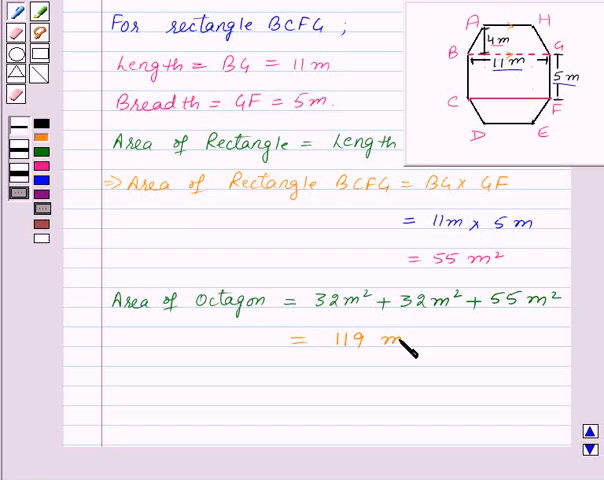 For rectangle BCFG ;
Length = BG = 11m
Breadth = GF = 5m.
Area of Rectangle = Length
⇒ Area of Rectangle BCFG = BG × GF
= 11m × 5 m
= 55 m²
Area of Octagon = 32m² + 32m² + 55 m²
= 119 m
A H
4m
B G
11 m
5 m
C F
D E